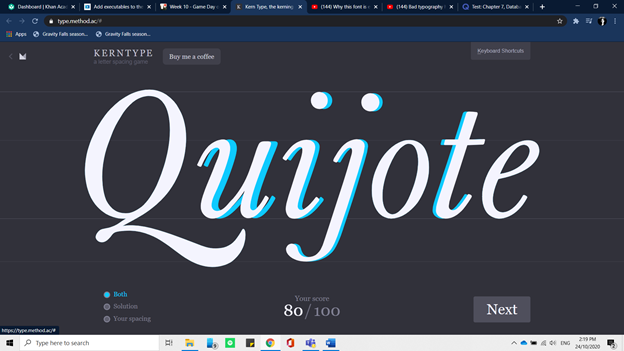 Dashboard | Khan Aca
Add executables to the
Week 10 - Game Day
Kern Type, the kerning
(144) Why this font is
(144) Bad typography
Test: Chapter 7, Datab
type.method.ac/#
Apps
Gravity Falls season...
Gravity Falls season...
KERNTYPE
a letter spacing game
Buy me a coffee
Keyboard Shortcuts
Quijote
Both
Solution
Your spacing
Your score
80/100
Next
https://type.method.ac/#
Type here to search
ENG
2:19 PM
24/10/2020